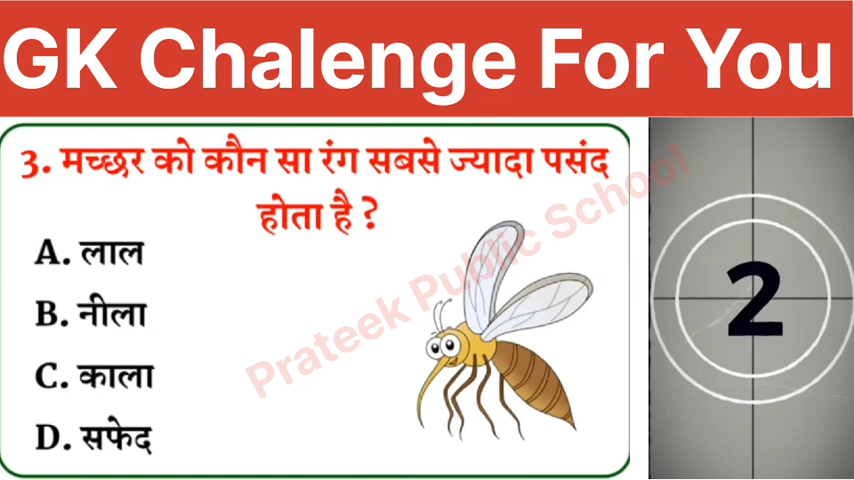 GK Chalenge For You
3. मच्छर को कौन सा रंग सबसे ज्यादा पसंद
होता है ?
A. लाल
B. नीला
C. काला
D. सफेद
Prateek Public School
2